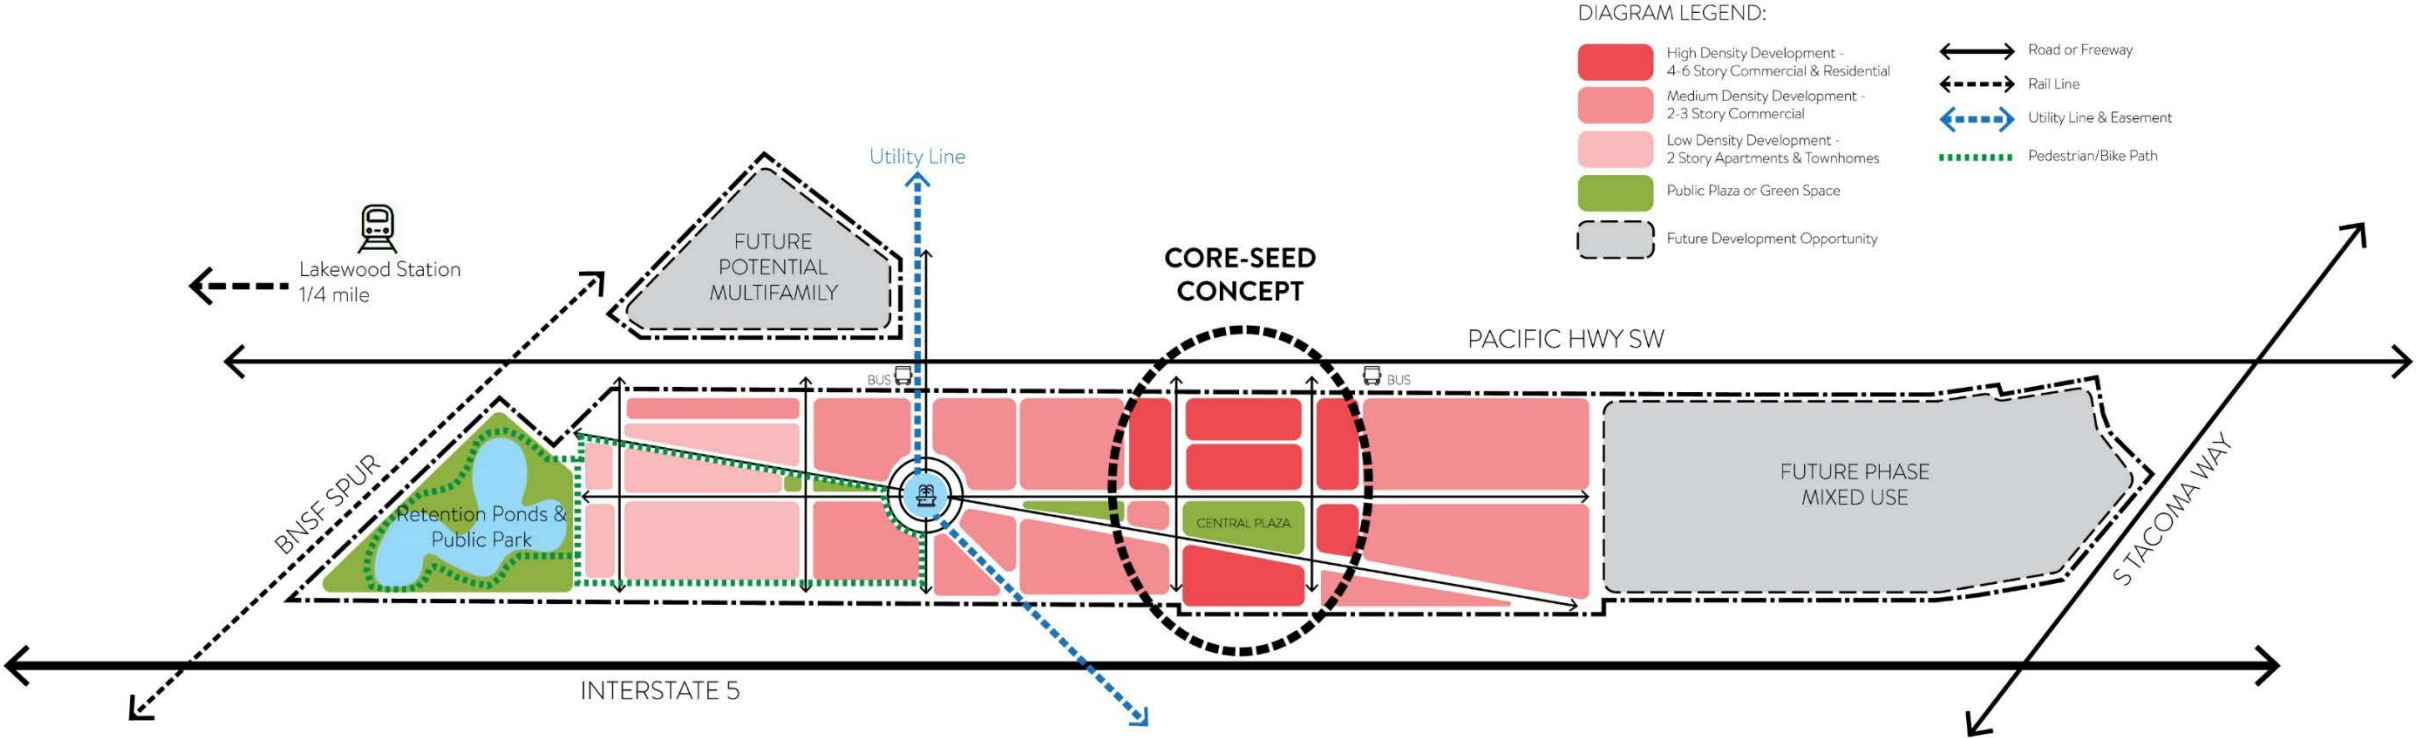 DIAGRAM LEGEND:
High Density Development -
4-6 Story Commercial & Residential
Medium Density Development -
2-3 Story Commercial
Low Density Development -
2 Story Apartments & Townhomes
Public Plaza or Green Space
Future Development Opportunity
Road or Freeway
Rail Line
Utility Line & Easement
Pedestrian/Bike Path
Utility Line
Lakewood Station
1/4 mile
FUTURE
POTENTIAL
MULTIFAMILY
CORE-SEED
CONCEPT
PACIFIC HWY SW
BUS
BUS
BNSF SPUR
Retention Ponds &
Public Park
CENTRAL PLAZA
FUTURE PHASE
MIXED USE
S TACOMA WAY
INTERSTATE 5